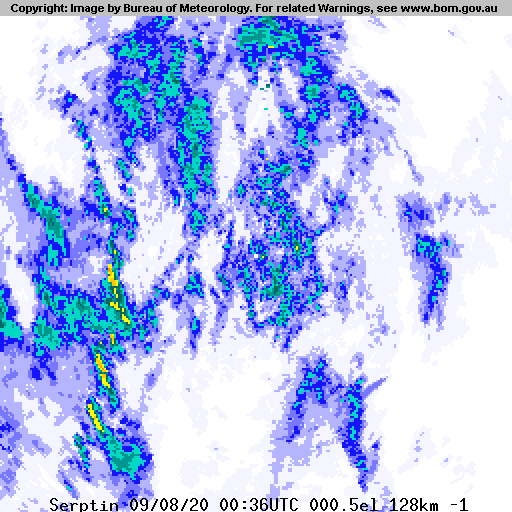 Copyright: Image by Bureau of Meteorology. For related Warnings, see www.bom.gov.au
Serptin 09/08/20 00:36UTC 000.5el 128km -1